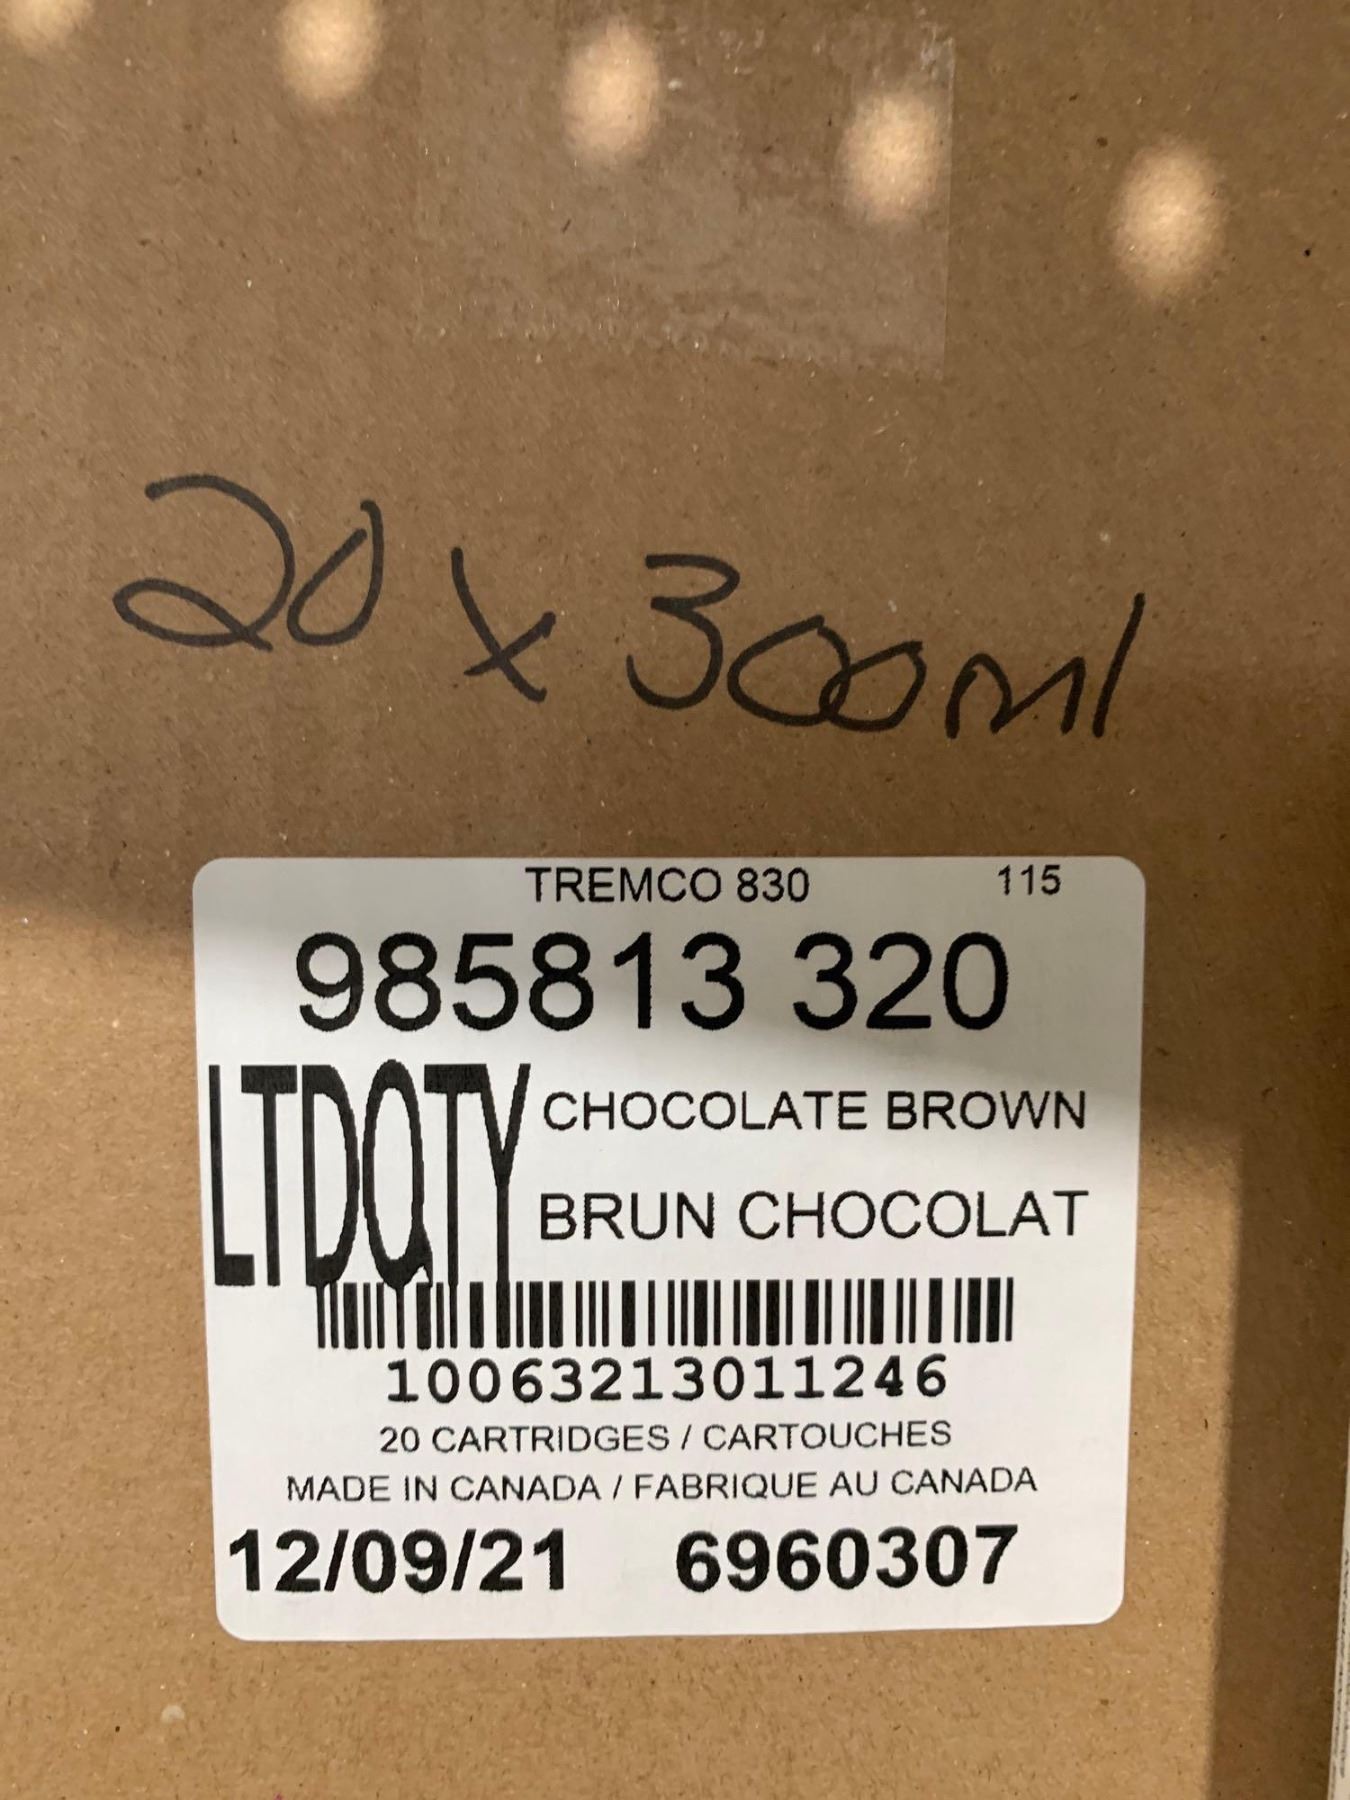 20 x 300ml
TREMCO 830 115
985813 320
LTDQTY
CHOCOLATE BROWN
BRUN CHOCOLAT
10063213011246
20 CARTRIDGES / CARTOUCHES
MADE IN CANADA / FABRIQUE AU CANADA
12/09/21 6960307